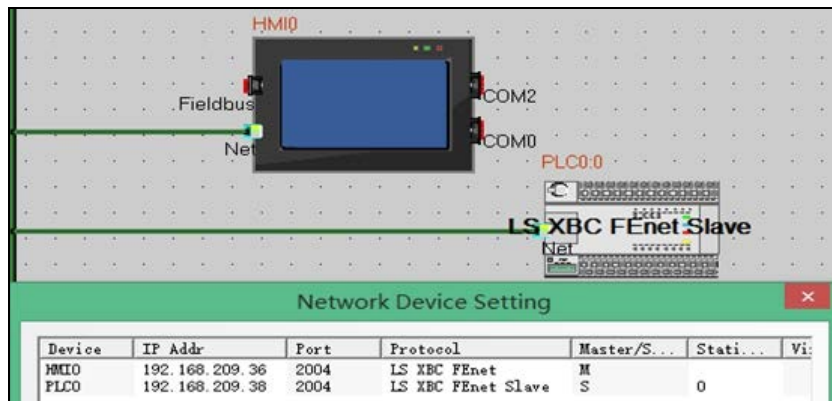 HMI0
Fieldbus
COM2
Net
COM0
PLC0:0
LS XBC FEnet Slave
Net
Network Device Setting
Device IP Addr Port Protocol Master/S... Stati... Vi:
HMI0 192.168.209.36 2004 LS XBC FEnet M
PLC0 192.168.209.38 2004 LS XBC FEnet Slave S 0